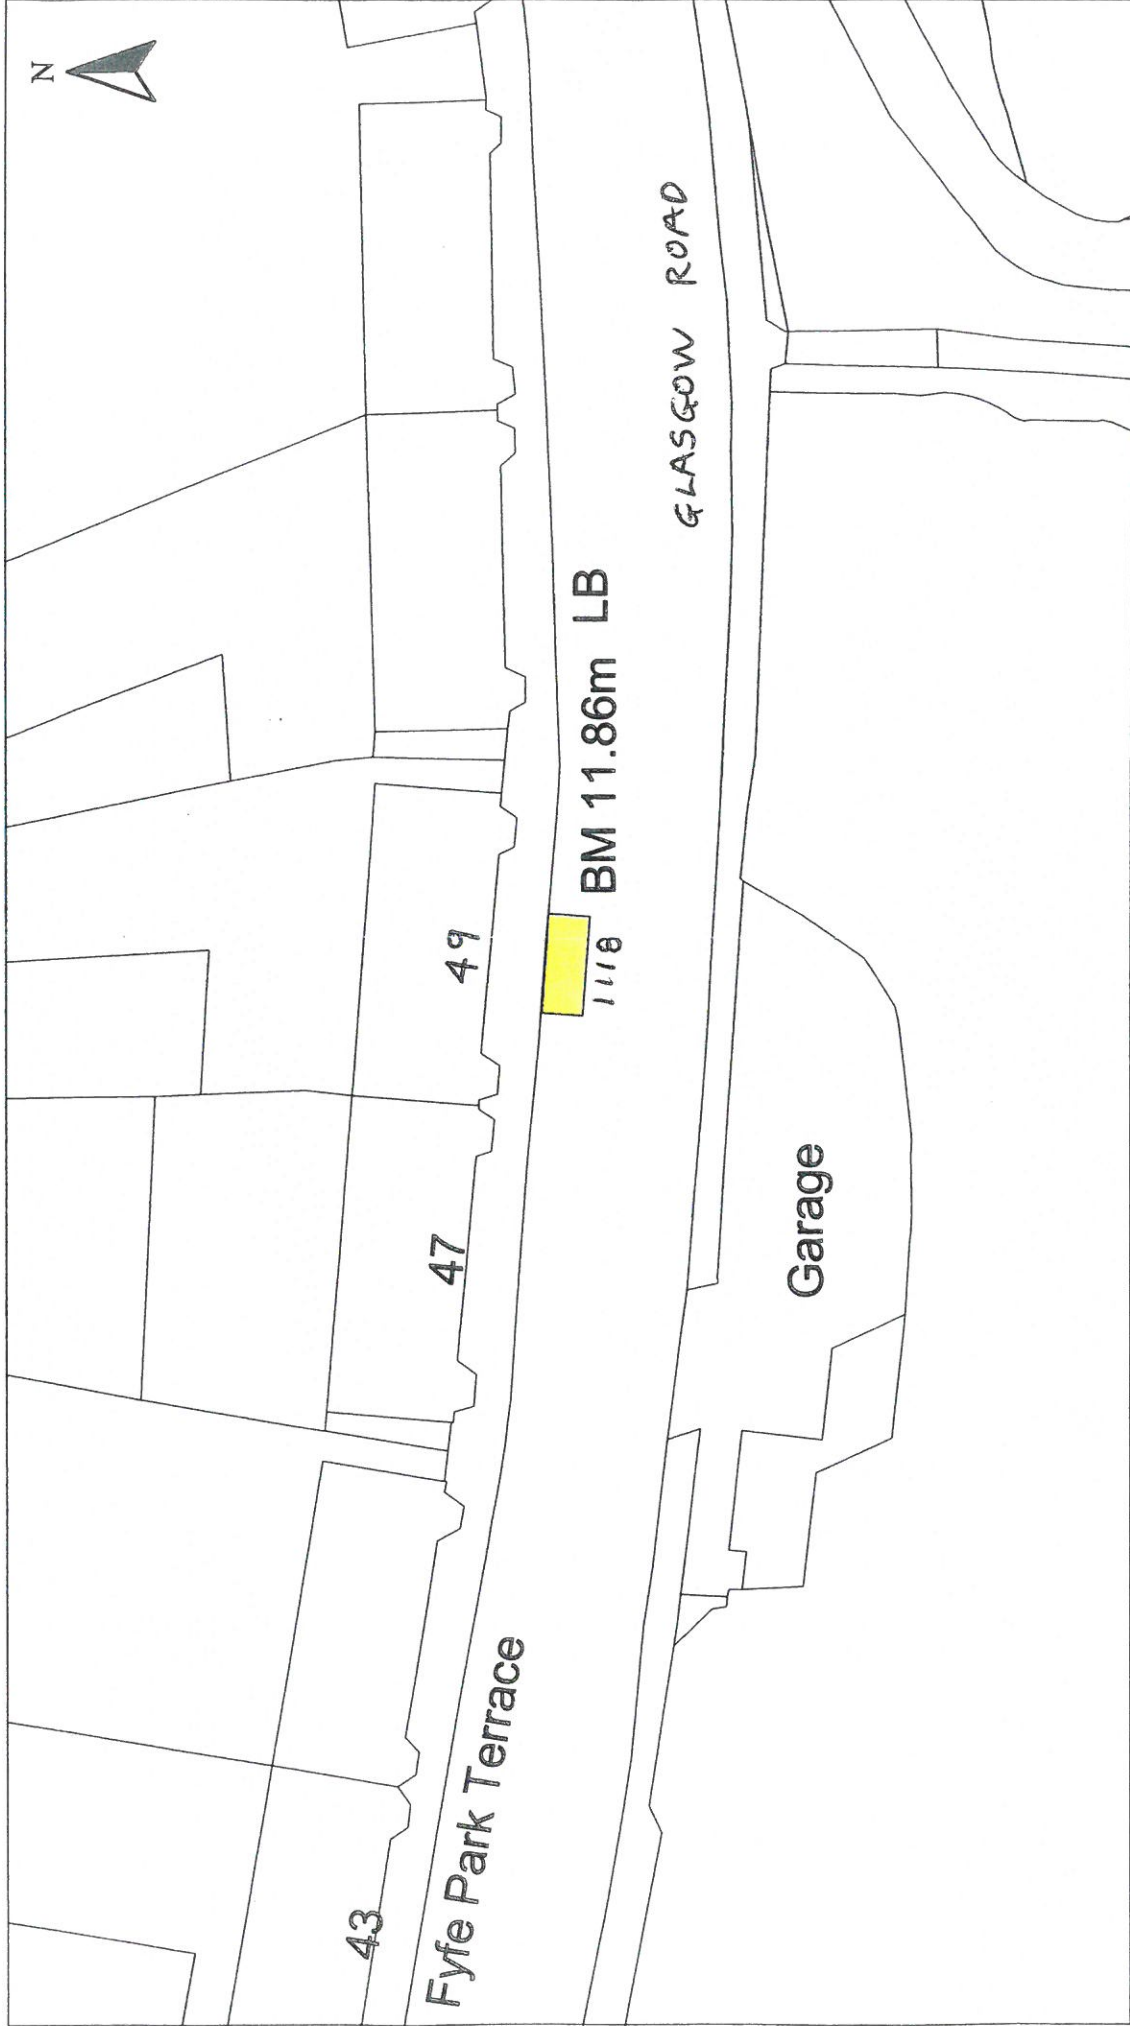 N
43
47
49
Fyfe Park Terrace
1118
BM 11.86m LB
GLASGOW ROAD
Garage